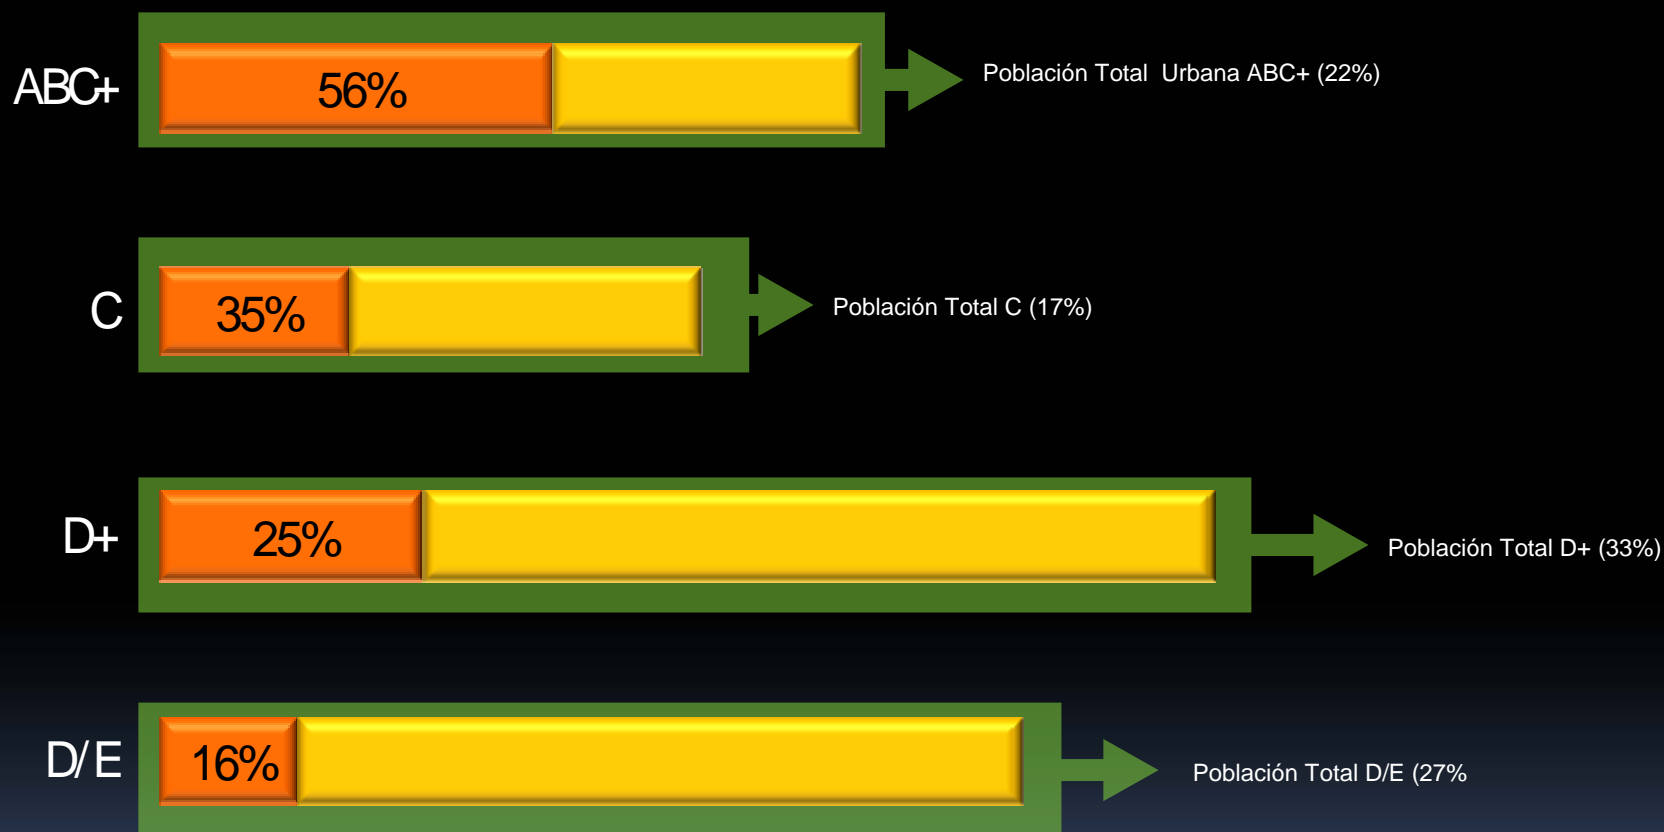 ABC+
56%
Población Total Urbana ABC+ (22%)
C
35%
Población Total C (17%)
D+
25%
Población Total D+ (33%)
D/E
16%
Población Total D/E (27%